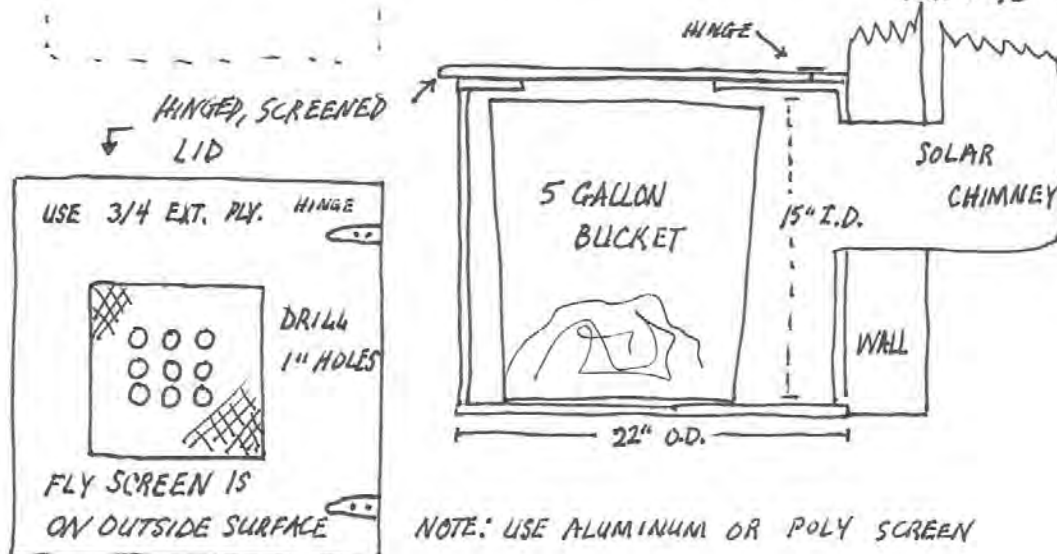 HINGED, SCREENED
LID
USE 3/4 EXT. PLY. HINGE
DRILL
1" HOLES
FLY SCREEN IS
ON OUTSIDE SURFACE
HINGE
5 GALLON
BUCKET
15" I.D.
SOLAR
CHIMNEY
WALL
22" O.D.
NOTE: USE ALUMINUM OR POLY SCREEN